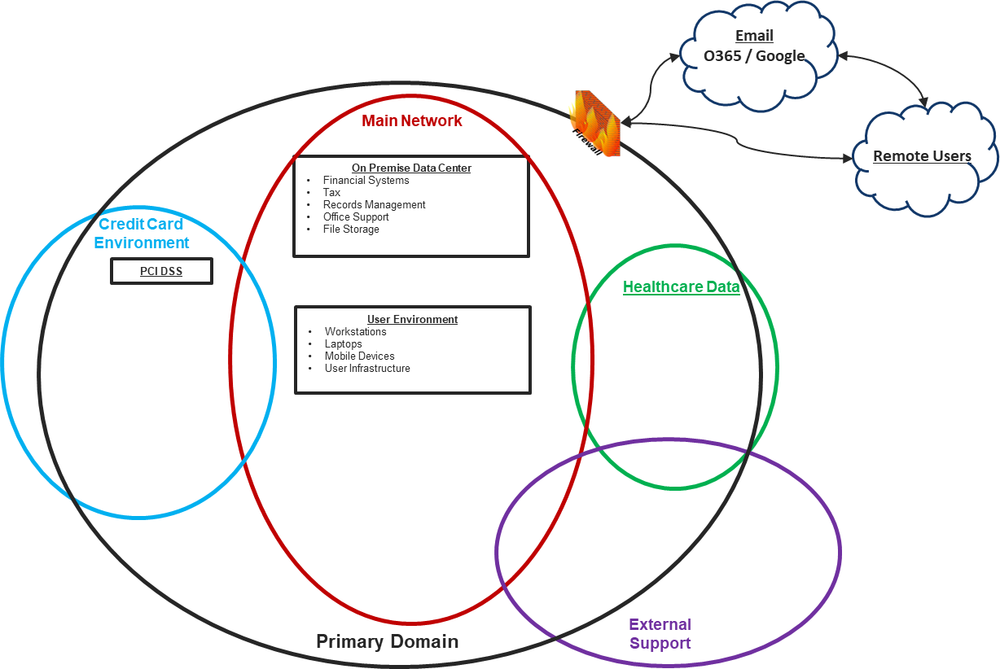 Email
O365 / Google
Firewall
Remote Users
Main Network
On Premise Data Center
• Financial Systems
• Tax
• Records Management
• Office Support
• File Storage
Credit Card
Environment
PCI DSS
Healthcare Data
User Environment
• Workstations
• Laptops
• Mobile Devices
• User Infrastructure
External
Support
Primary Domain